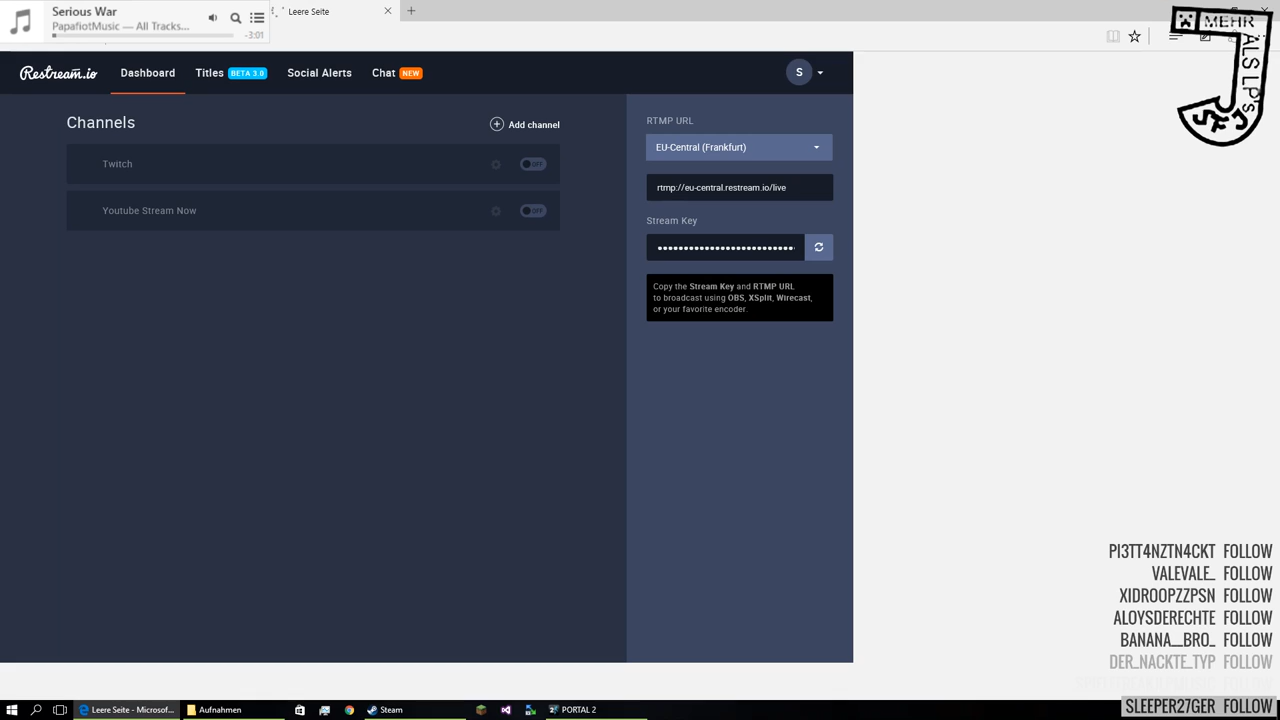 Serious War
PapafiotMusic — All Tracks...
-3:01
Leere Seite
MEHR
ALS LP's
SFJ
Restream.io
Dashboard
Titles BETA 3.0
Social Alerts
Chat NEW
S
Channels
Add channel
Twitch
OFF
Youtube Stream Now
OFF
RTMP URL
EU-Central (Frankfurt)
rtmp://eu-central.restream.io/live
Stream Key
Copy the Stream Key and RTMP URL
to broadcast using OBS, XSplit, Wirecast,
or your favorite encoder.
PI3TT4NZTN4CKT FOLLOW
VALEVALE_ FOLLOW
XIDROOPZZPSN FOLLOW
ALOYSDERECHTE FOLLOW
BANANA__BRO_ FOLLOW
DER_NACKTE_TYP FOLLOW
SLEEPER27GER FOLLOW
Leere Seite - Microsof...
Aufnahmen
Steam
PORTAL 2